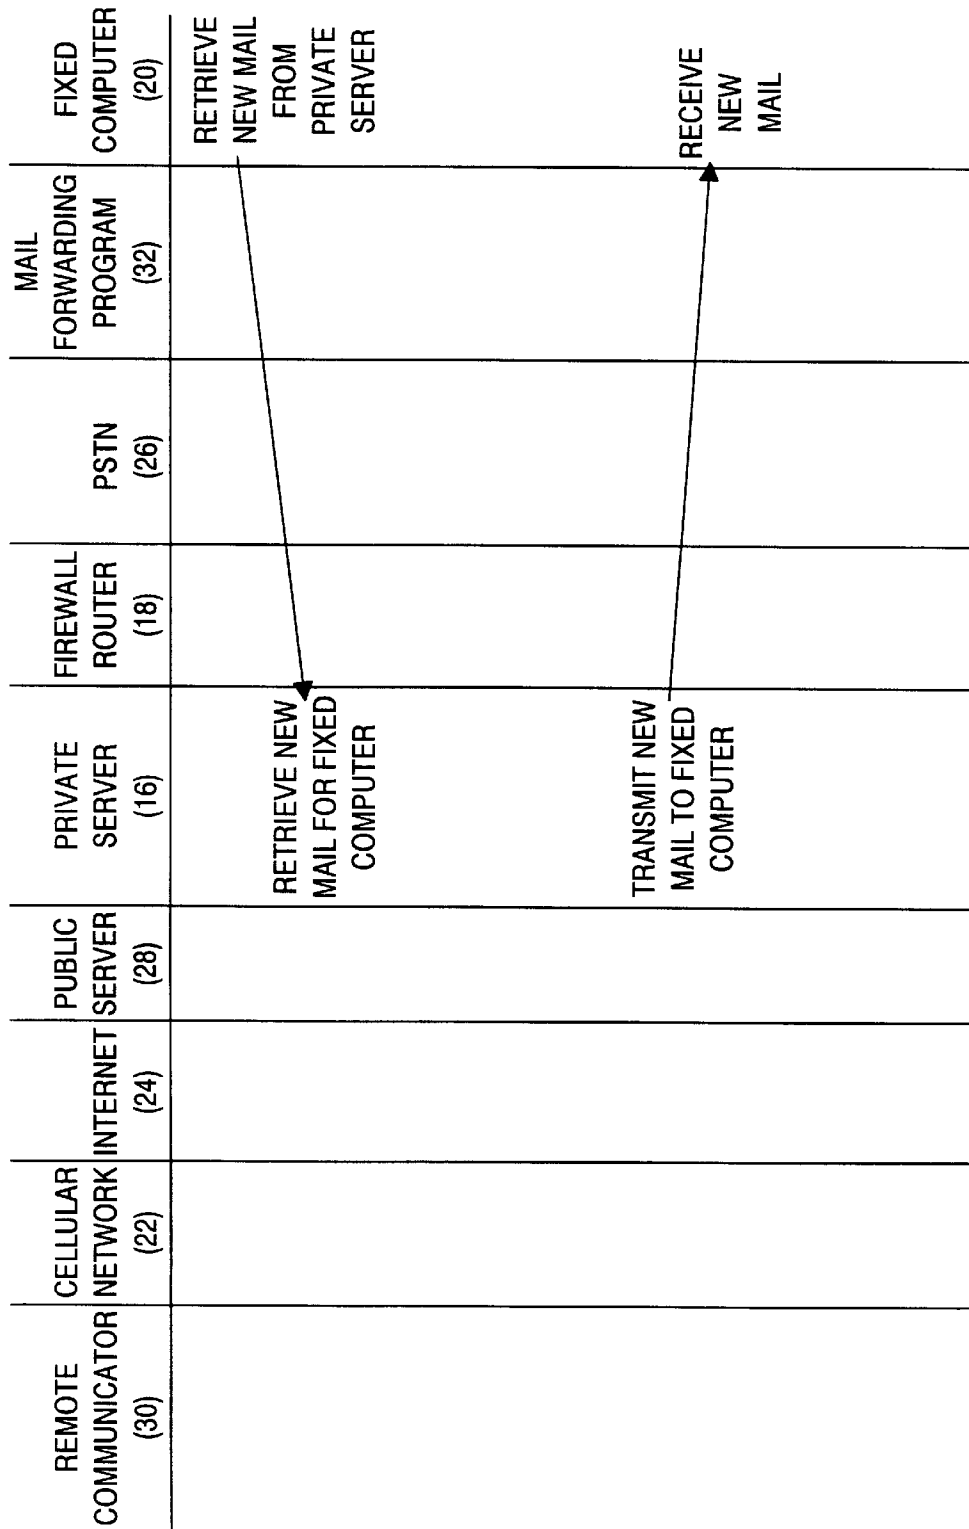 REMOTE
COMMUNICATOR
(30)
CELLULAR
NETWORK
(22)
INTERNET
(24)
PUBLIC
SERVER
(28)
PRIVATE
SERVER
(16)
FIREWALL
ROUTER
(18)
PSTN
(26)
MAIL
FORWARDING
PROGRAM
(32)
FIXED
COMPUTER
(20)
RETRIEVE
NEW MAIL
FROM
PRIVATE
SERVER
RETRIEVE NEW
MAIL FOR FIXED
COMPUTER
TRANSMIT NEW
MAIL TO FIXED
COMPUTER
RECEIVE
NEW
MAIL